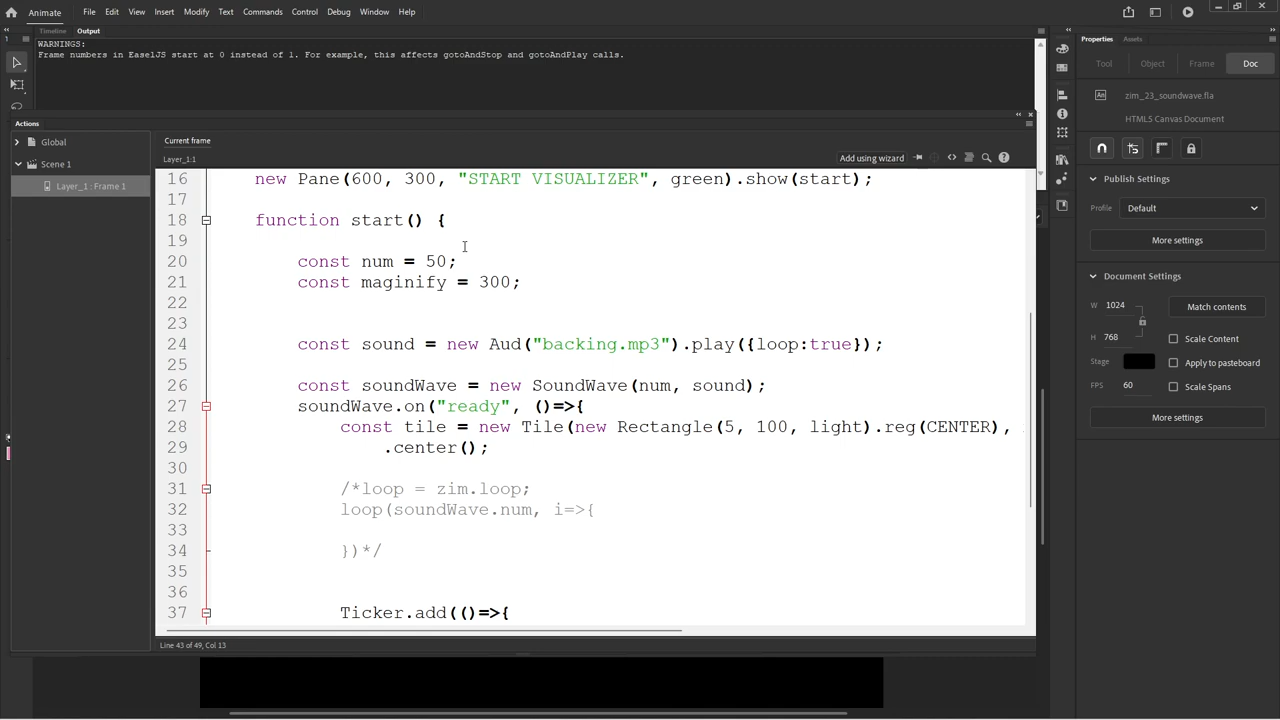 Animate File Edit View Insert Modify Text Commands Control Debug Window Help
Timeline Output
WARNINGS:
Frame numbers in EaselJS start at 0 instead of 1. For example, this affects gotoAndStop and gotoAndPlay calls.
Actions
Global
Scene 1
Layer_1 : Frame 1
Current frame
Layer_1:1
Add using wizard
16 new Pane(600, 300, "START VISUALIZER", green).show(start);
17
18 function start() {
19
20 const num = 50;
21 const maginify = 300;
22
23
24 const sound = new Aud("backing.mp3").play({loop:true});
25
26 const soundWave = new SoundWave(num, sound);
27 soundWave.on("ready", ()=>{
28 const tile = new Tile(new Rectangle(5, 100, light).reg(CENTER),
29 .center();
30
31 /*loop = zim.loop;
32 loop(soundWave.num, i=>{
33
34 })*/
35
36
37 Ticker.add(()=>{
Line 43 of 49, Col 13
Properties Assets
Tool Object Frame Doc
An zim_23_soundwave.fla
HTML5 Canvas Document
Publish Settings
Profile Default
More settings
Document Settings
W 1024 Match contents
H 768 Scale Content
Stage Apply to pasteboard
FPS 60 Scale Spans
More settings